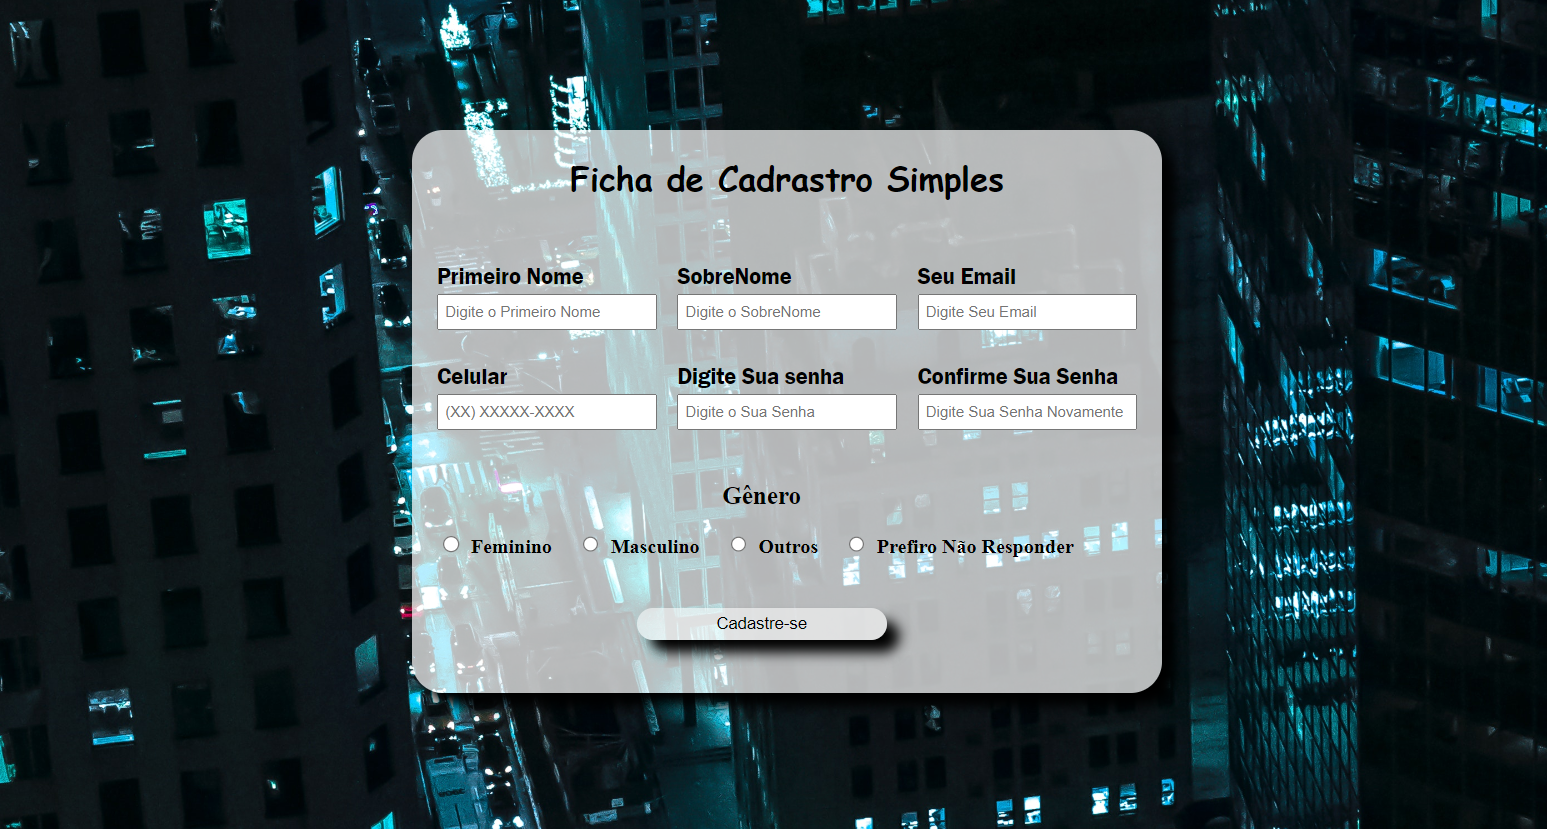 Ficha de Cadrastro Simples
Primeiro Nome SobreNome Seu Email
Digite o Primeiro Nome Digite o SobreNome Digite Seu Email
Celular Digite Sua senha Confirme Sua Senha
(XX) XXXXX-XXXX Digite o Sua Senha Digite Sua Senha Novamente
Gênero
Feminino Masculino Outros Prefiro Não Responder
Cadastre-se